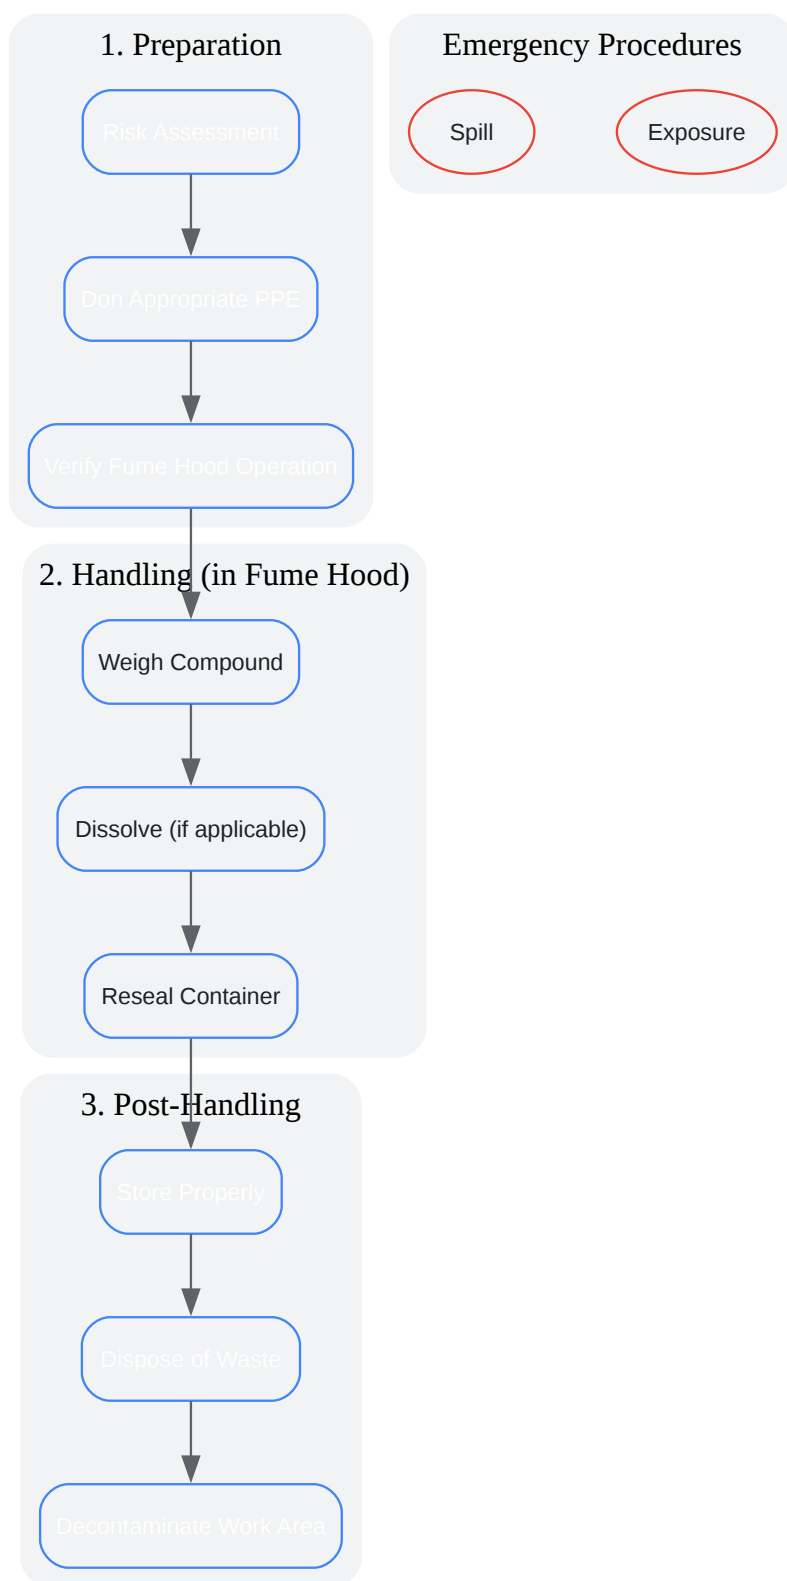 1. Preparation
Risk Assessment
Don Appropriate PPE
Verify Fume Hood Operation
2. Handling (in Fume Hood)
Weigh Compound
Dissolve (if applicable)
Reseal Container
3. Post-Handling
Store Properly
Dispose of Waste
Decontaminate Work Area
Emergency Procedures
Spill
Exposure